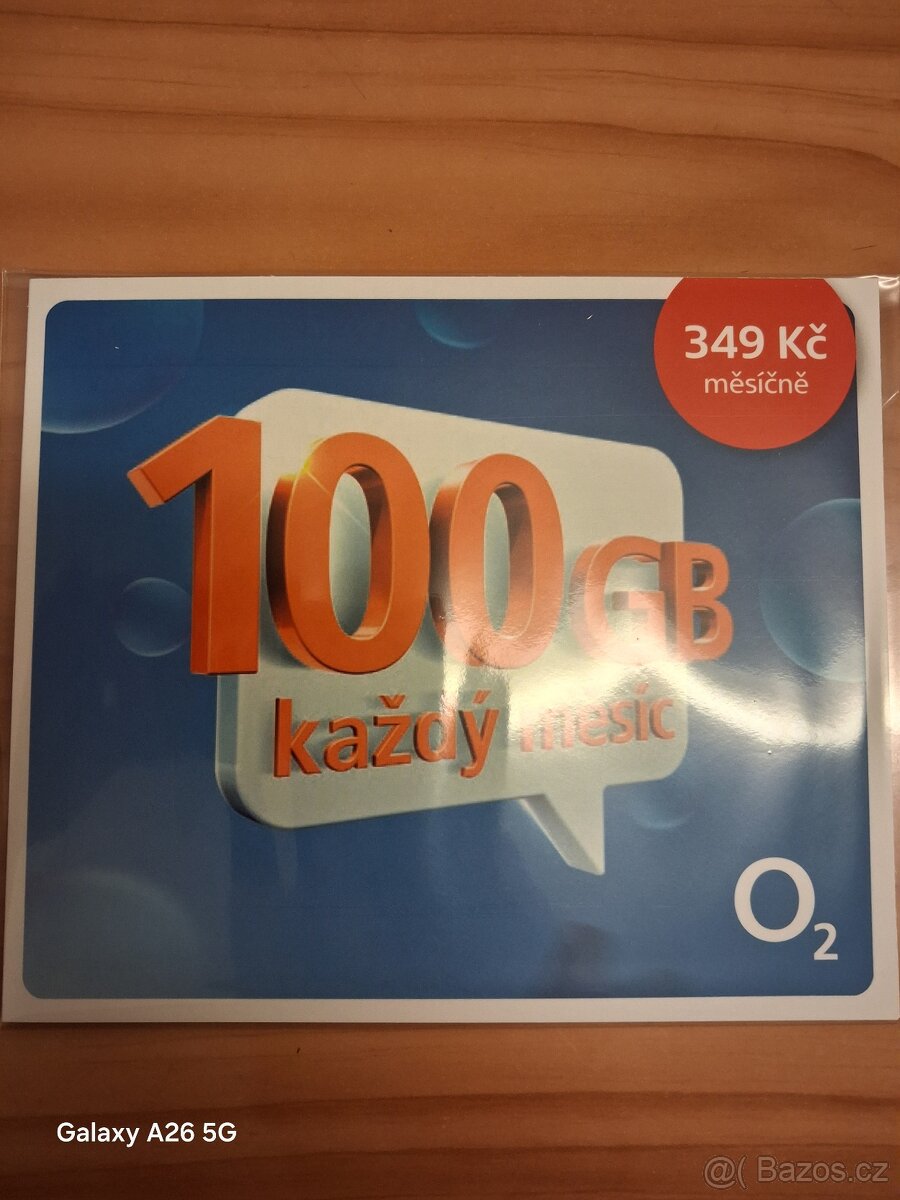 349 Kč
měsíčně
100GB
každý měsíc
O2
Galaxy A26 5G
@( Bazos.cz